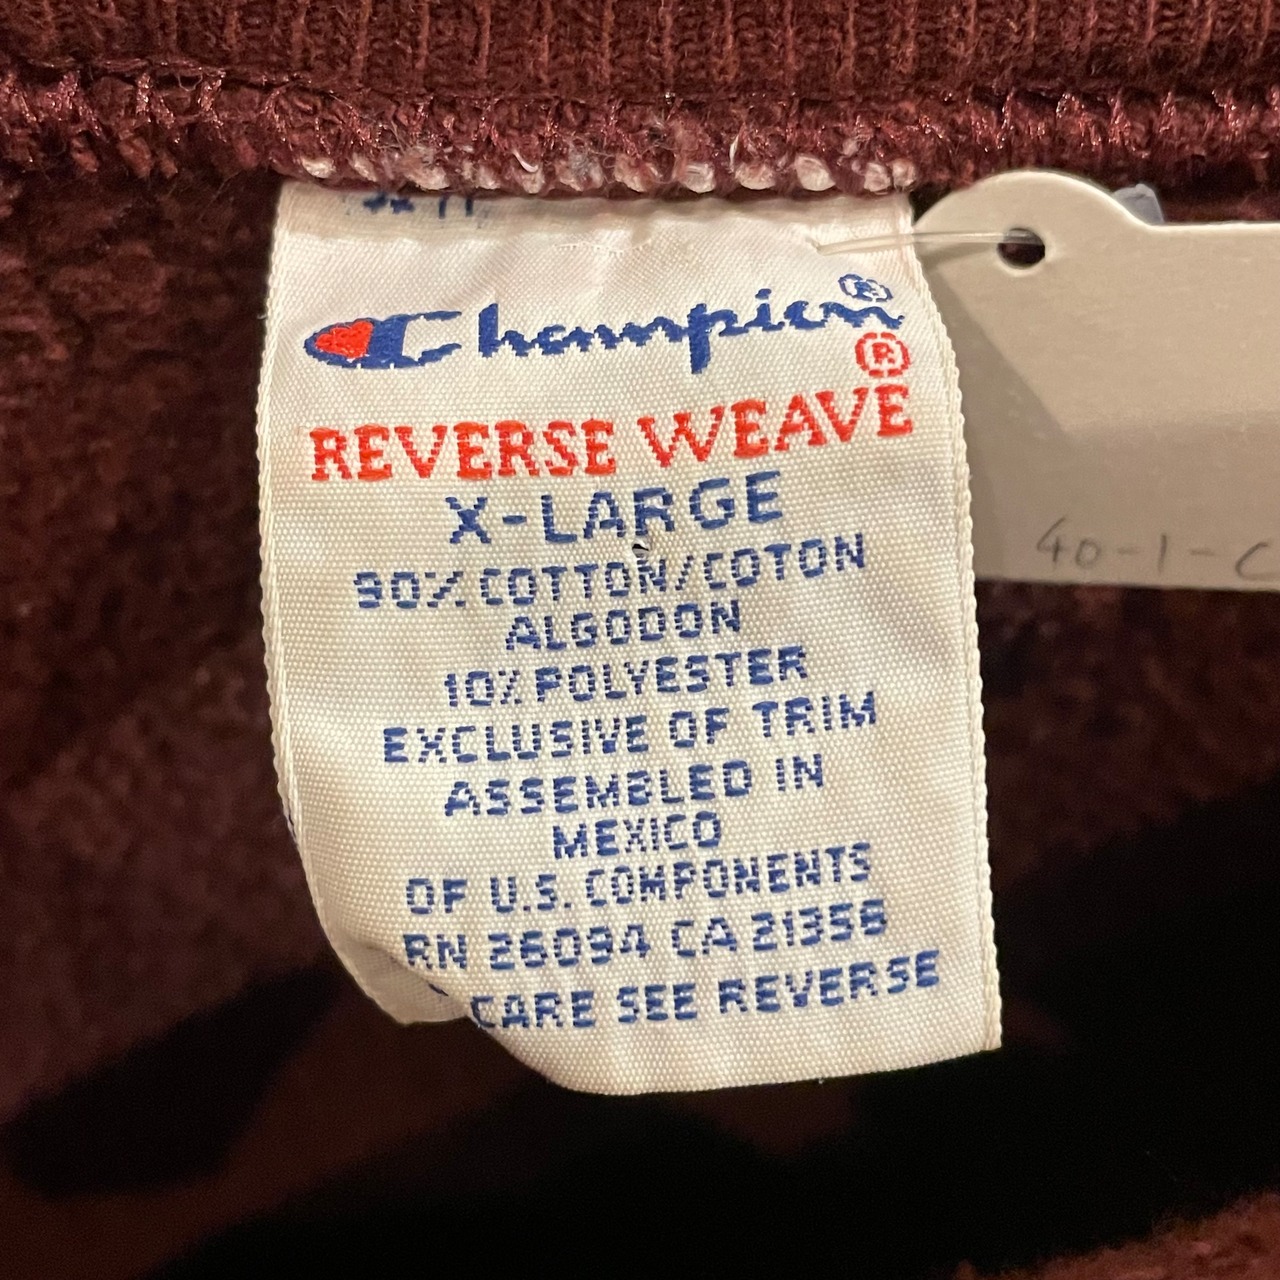 Champion®
®
REVERSE WEAVE
X-LARGE
90% COTTON/COTON
ALGODON
10% POLYESTER
EXCLUSIVE OF TRIM
ASSEMBLED IN
MEXICO
OF U.S. COMPONENTS
RN 26094 CA 21358
CARE SEE REVERSE
40-1-C